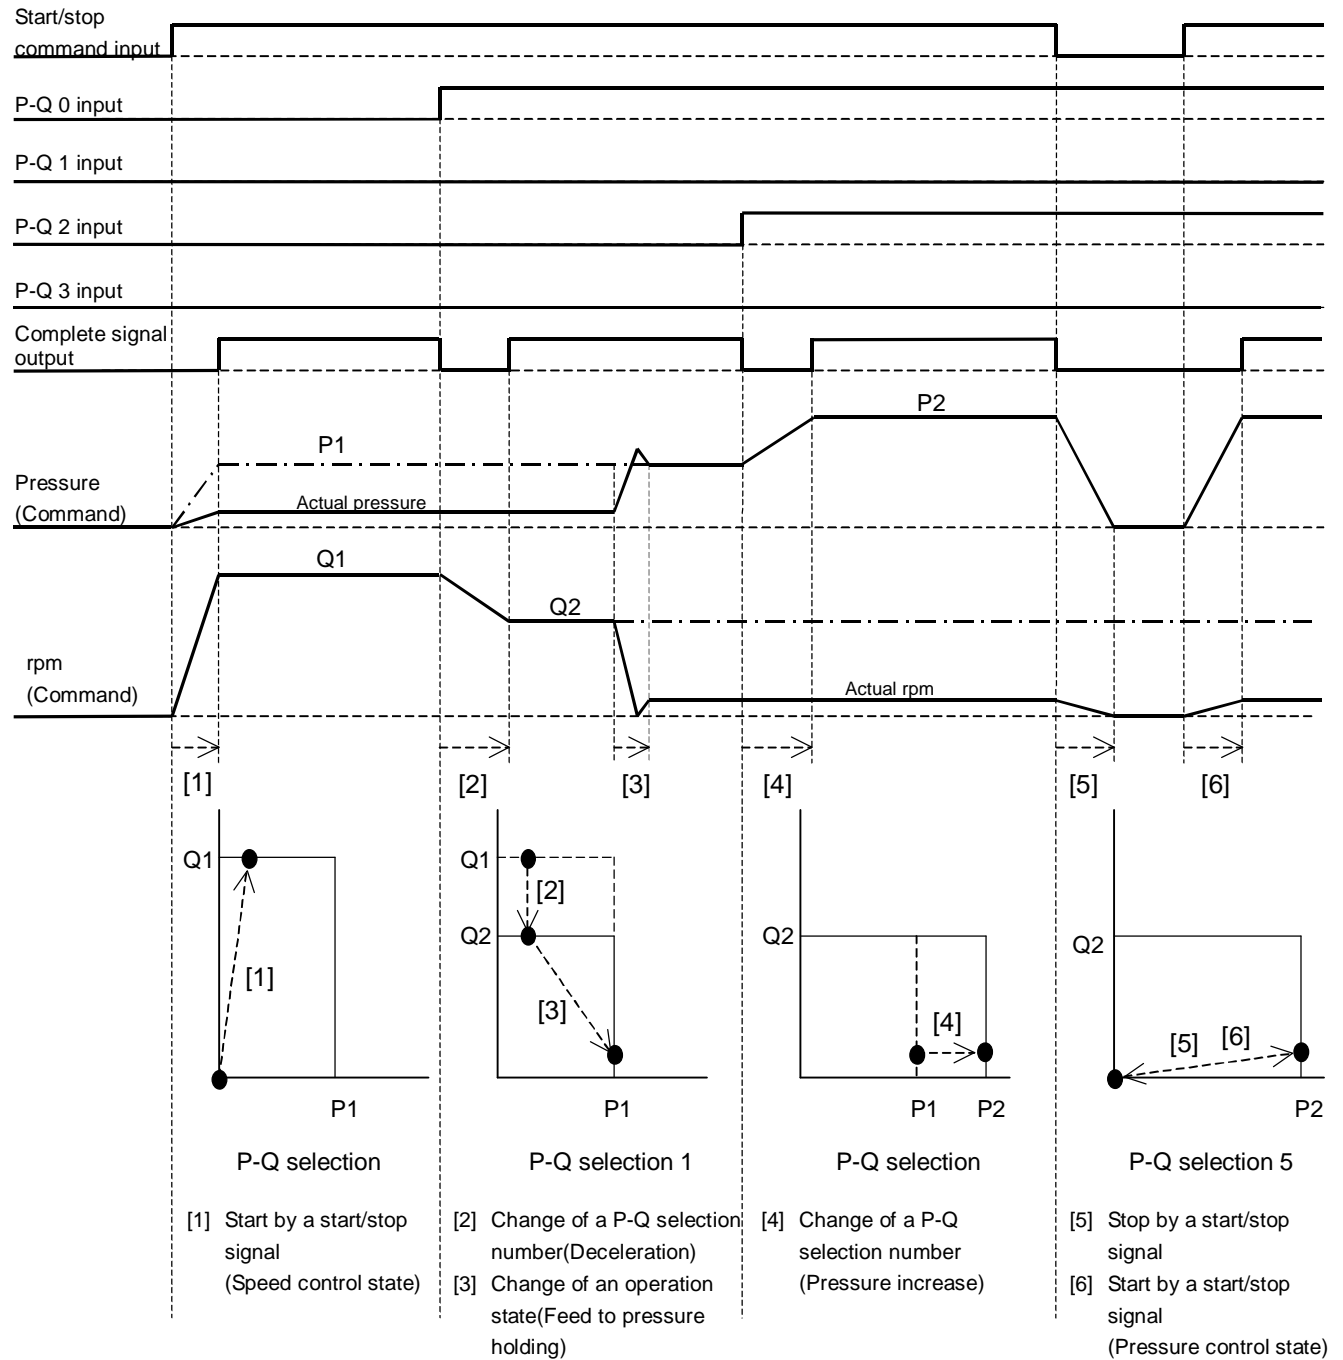 Start/stop
command input
P-Q 0 input
P-Q 1 input
P-Q 2 input
P-Q 3 input
Complete signal
output
P2
P1
Pressure
(Command)
Actual pressure
Q1
Q2
rpm
(Command)
Actual rpm
[1] [2] [3] [4] [5] [6]
Q1
[1]
P1
Q1
[2]
Q2
[3]
P1
Q2
[4]
P1 P2
Q2
[5] [6]
P2
P-Q selection
P-Q selection 1
P-Q selection
P-Q selection 5
[1] Start by a start/stop
signal
(Speed control state)
[2] Change of a P-Q selection
number(Deceleration)
[3] Change of an operation
state(Feed to pressure
holding)
[4] Change of a P-Q
selection number
(Pressure increase)
[5] Stop by a start/stop
signal
[6] Start by a start/stop
signal
(Pressure control state)